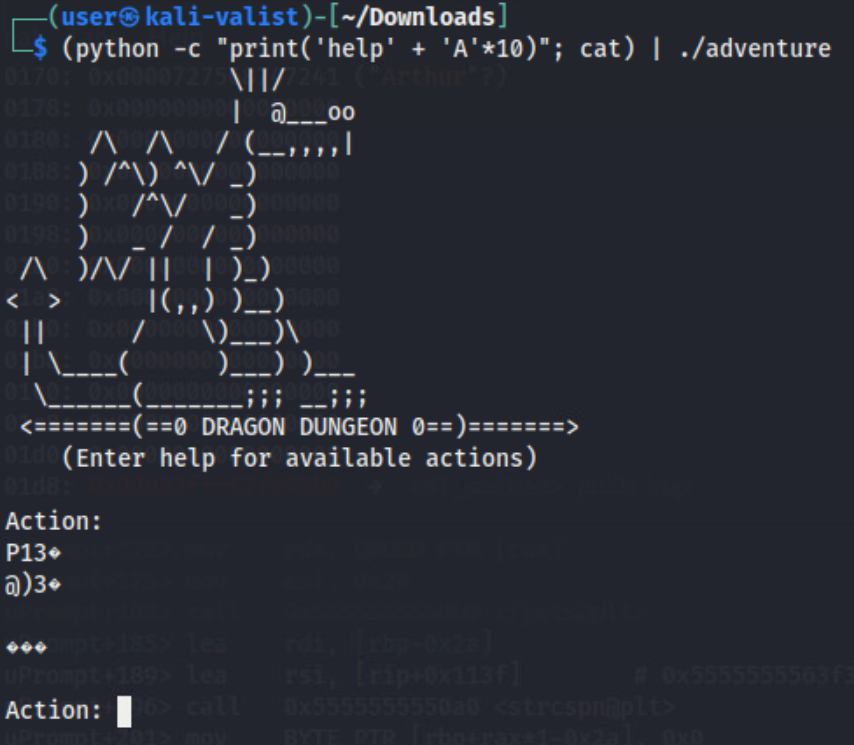 ┌──(user㉿kali-valist)-[~/Downloads]
└─$ (python -c "print('help' + 'A'*10)"; cat) | ./adventure
                \||/
                |  @___oo
      /\  /\   / (__,,,,|
     ) /^\) ^\/ _)
     )   /^\/   _)
     )   _ /  / _)
 /\  )/\/ ||  | )_)
<  >      |(,,) )__)
 ||      /    \)___)\
 | \____(      )___) )___
  \______(_______;;; __;;;
 <=======(==0 DRAGON DUNGEON 0==)=======>
    (Enter help for available actions)
Action:
P13�
@)3�
���
Action: